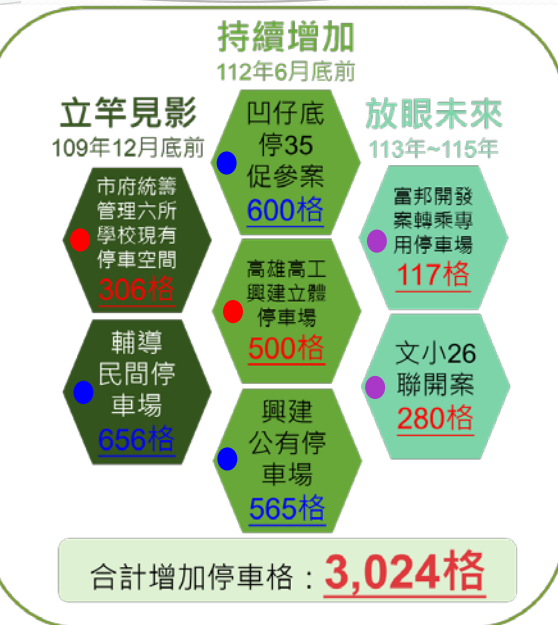 持續增加
112年6月底前
立竿見影
109年12月底前
市府統籌
管理六所
學校現有
停車空間
306格
輔導
民間停
車場
656格
凹仔底
停35
促參案
600格
高雄高工
興建立體
停車場
500格
興建
公有停
車場
565格
放眼未來
113年~115年
富邦開發
案轉乘專
用停車場
117格
文小26
聯開案
280格
合計增加停車格：3,024格